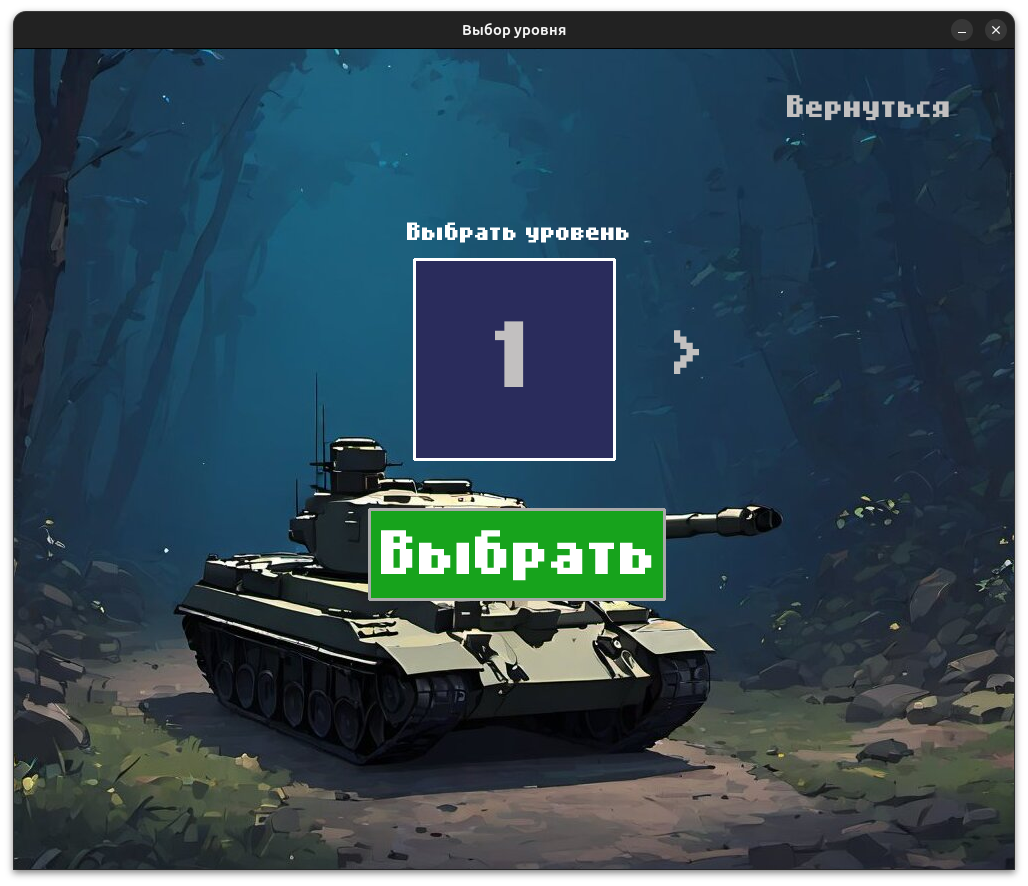 Выбор уровня
Вернуться
Выбрать уровень
1
>
Выбрать